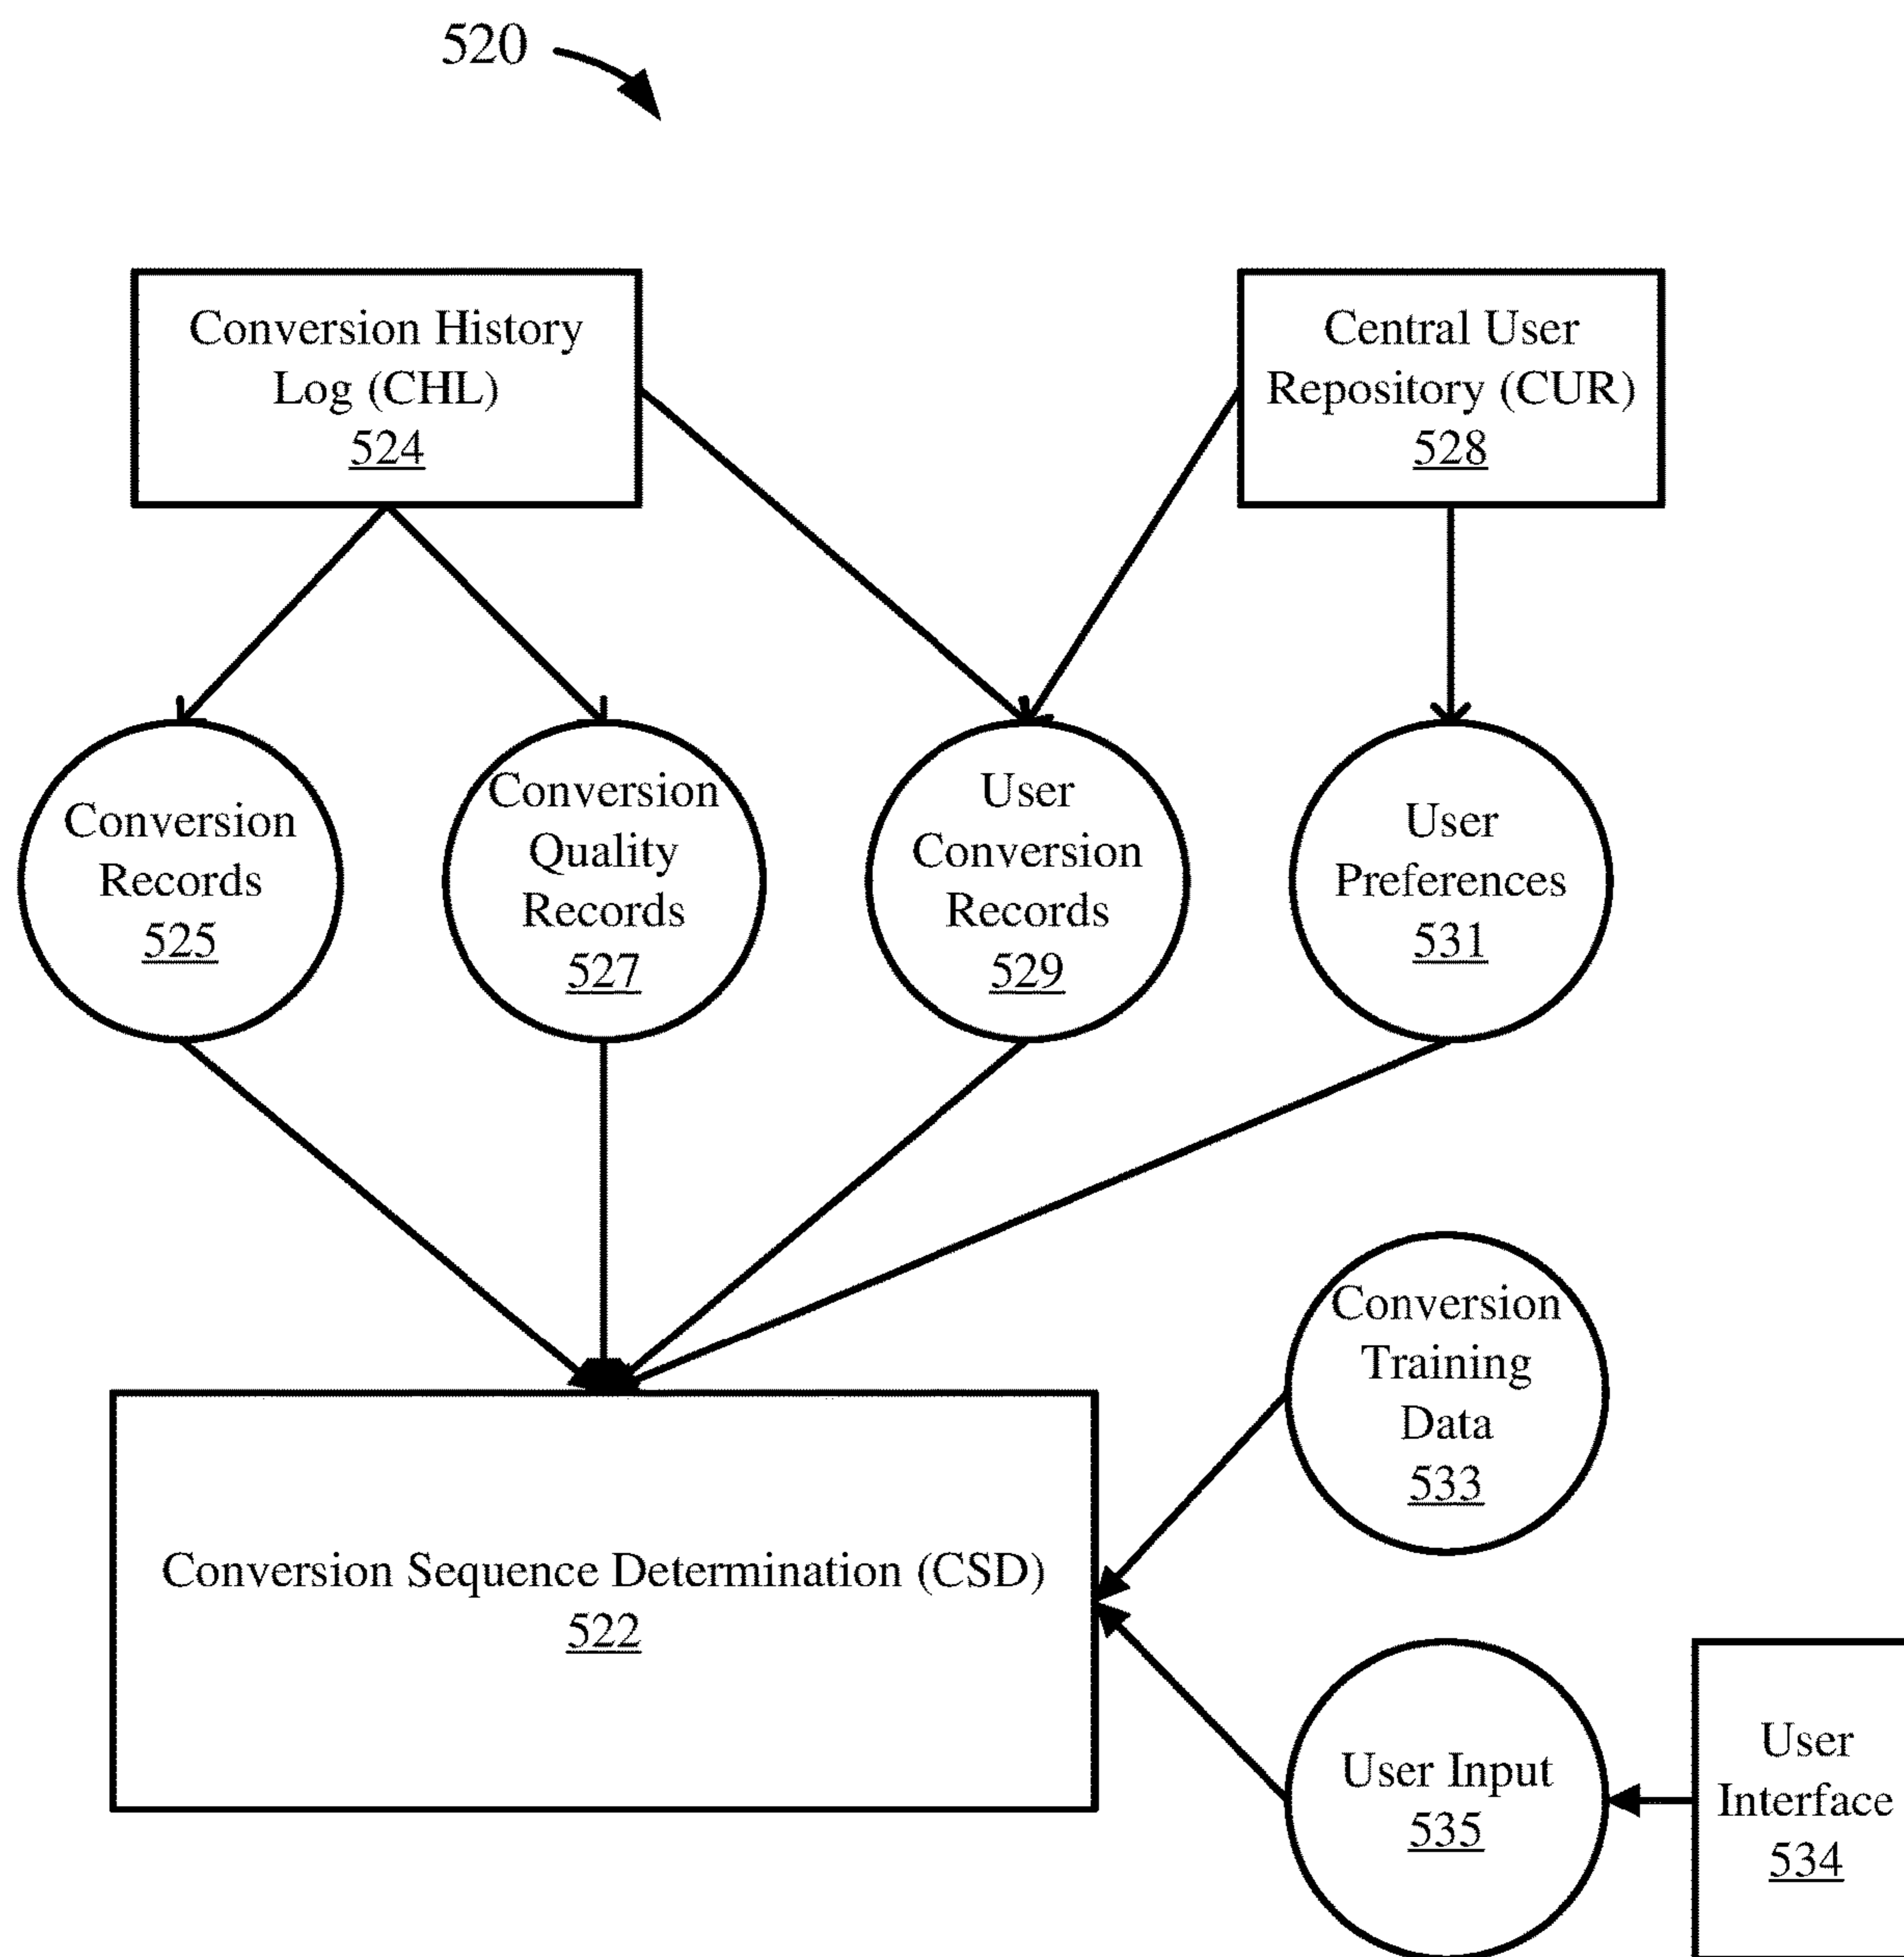 520
Conversion History
Log (CHL)
524
Central User
Repository (CUR)
528
Conversion
Records
525
Conversion
Quality
Records
527
User
Conversion
Records
529
User
Preferences
531
Conversion
Training
Data
533
Conversion Sequence Determination (CSD)
522
User Input
535
User
Interface
534